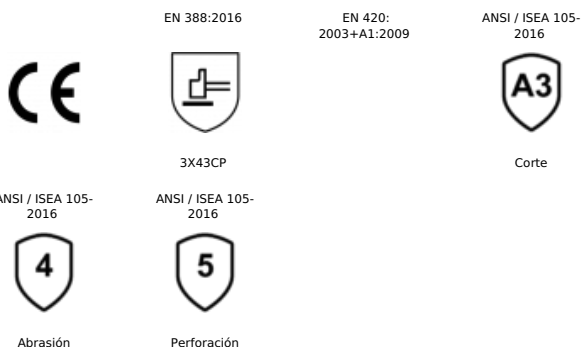 EN 388:2016
EN 420:
2003+A1:2009
ANSI / ISEA 105-
2016
CE
A3
3X43CP
Corte
ANSI / ISEA 105-
2016
ANSI / ISEA 105-
2016
4
5
Abrasión
Perforación